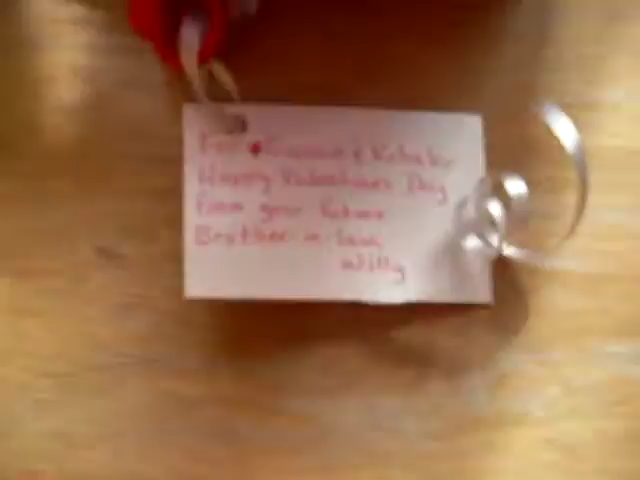 For &
Happy Valentines Day
From your future
Brother in law
Willy